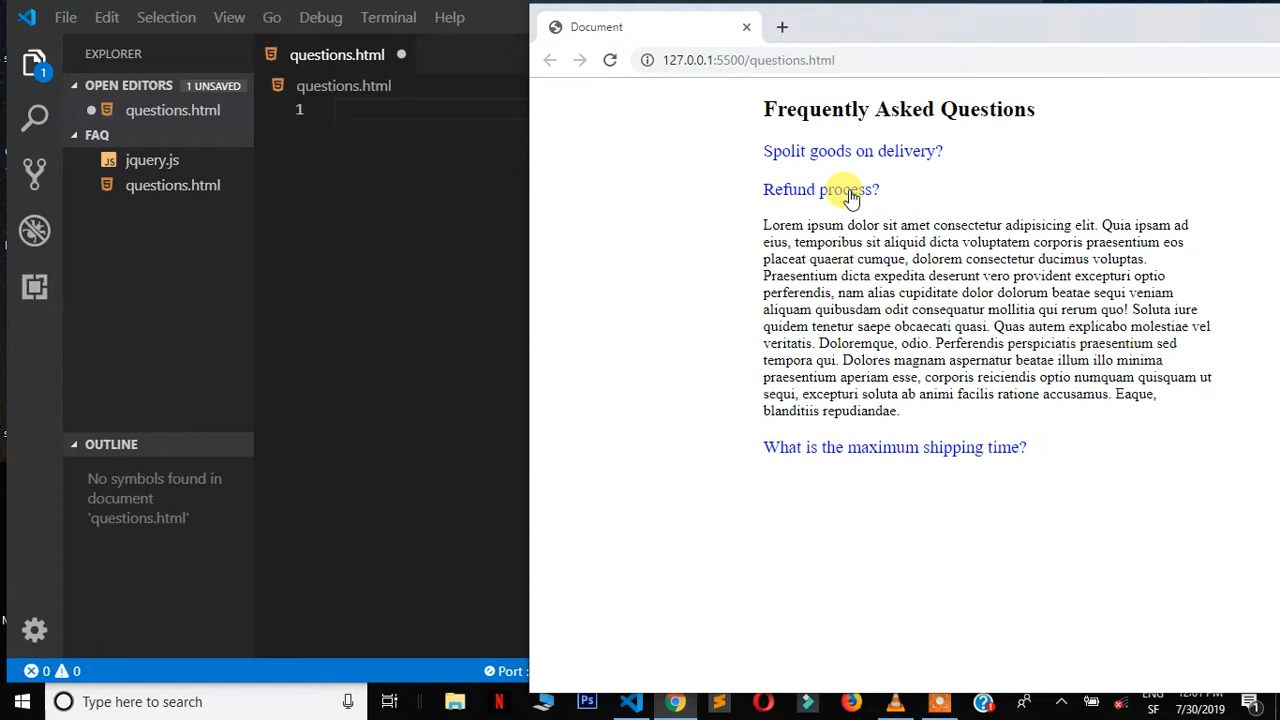 File Edit Selection View Go Debug Terminal Help
EXPLORER
OPEN EDITORS 1 UNSAVED
questions.html
FAQ
jquery.js
questions.html
OUTLINE
No symbols found in
document
'questions.html'
questions.html
questions.html
1
1
0 0
Port :
Document
127.0.0.1:5500/questions.html
Frequently Asked Questions
Spolit goods on delivery?
Refund process?
Lorem ipsum dolor sit amet consectetur adipisicing elit. Quia ipsam ad
eius, temporibus sit aliquid dicta voluptatem corporis praesentium eos
placeat quaerat cumque, dolorem consectetur ducimus voluptas.
Praesentium dicta expedita deserunt vero provident excepturi optio
perferendis, nam alias cupiditate dolor dolorum beatae sequi veniam
aliquam quibusdam odit consequatur mollitia qui rerum quo! Soluta iure
quidem tenetur saepe obcaecati quasi. Quas autem explicabo molestiae vel
veritatis. Doloremque, odio. Perferendis perspiciatis praesentium sed
tempora qui. Dolores magnam aspernatur beatae illum illo minima
praesentium aperiam esse, corporis reiciendis optio numquam quisquam ut
sequi, excepturi soluta ab animi facilis ratione accusamus. Eaque,
blanditiis repudiandae.
What is the maximum shipping time?
Type here to search
Ps
ENG
SF
7/30/2019
1